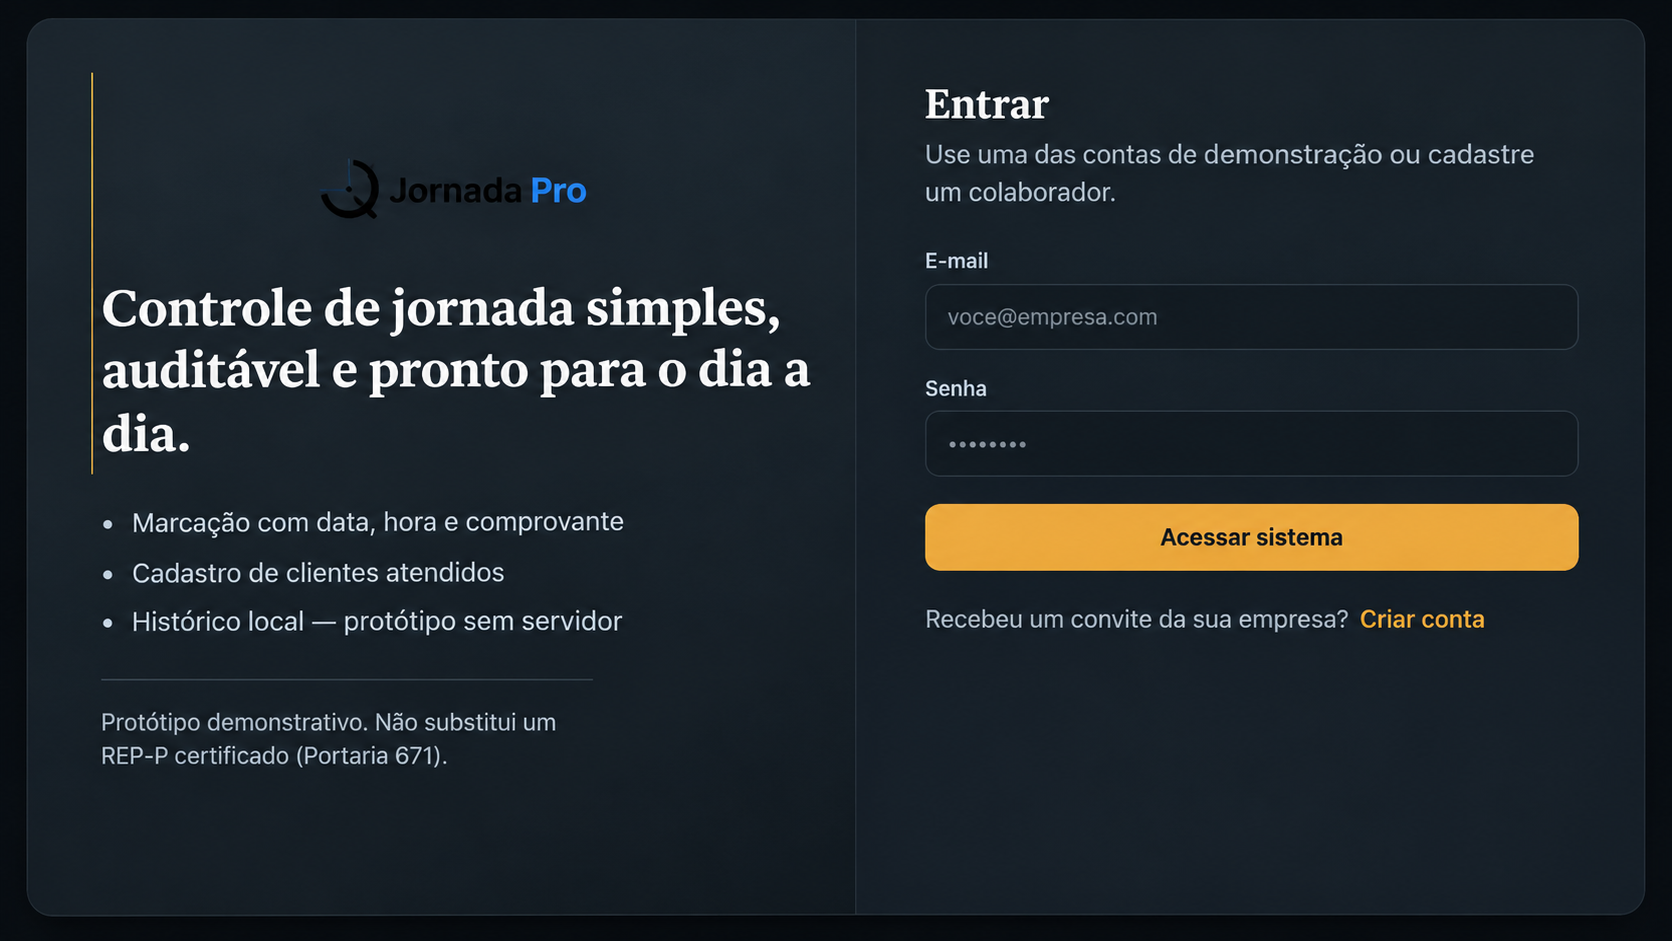 Jornada Pro
Controle de jornada simples,
auditável e pronto para o dia a
dia.
• Marcação com data, hora e comprovante
• Cadastro de clientes atendidos
• Histórico local — protótipo sem servidor
Protótipo demonstrativo. Não substitui um
REP-P certificado (Portaria 671).
Entrar
Use uma das contas de demonstração ou cadastre
um colaborador.
E-mail
voce@empresa.com
Senha
••••••••
Acessar sistema
Recebeu um convite da sua empresa? Criar conta